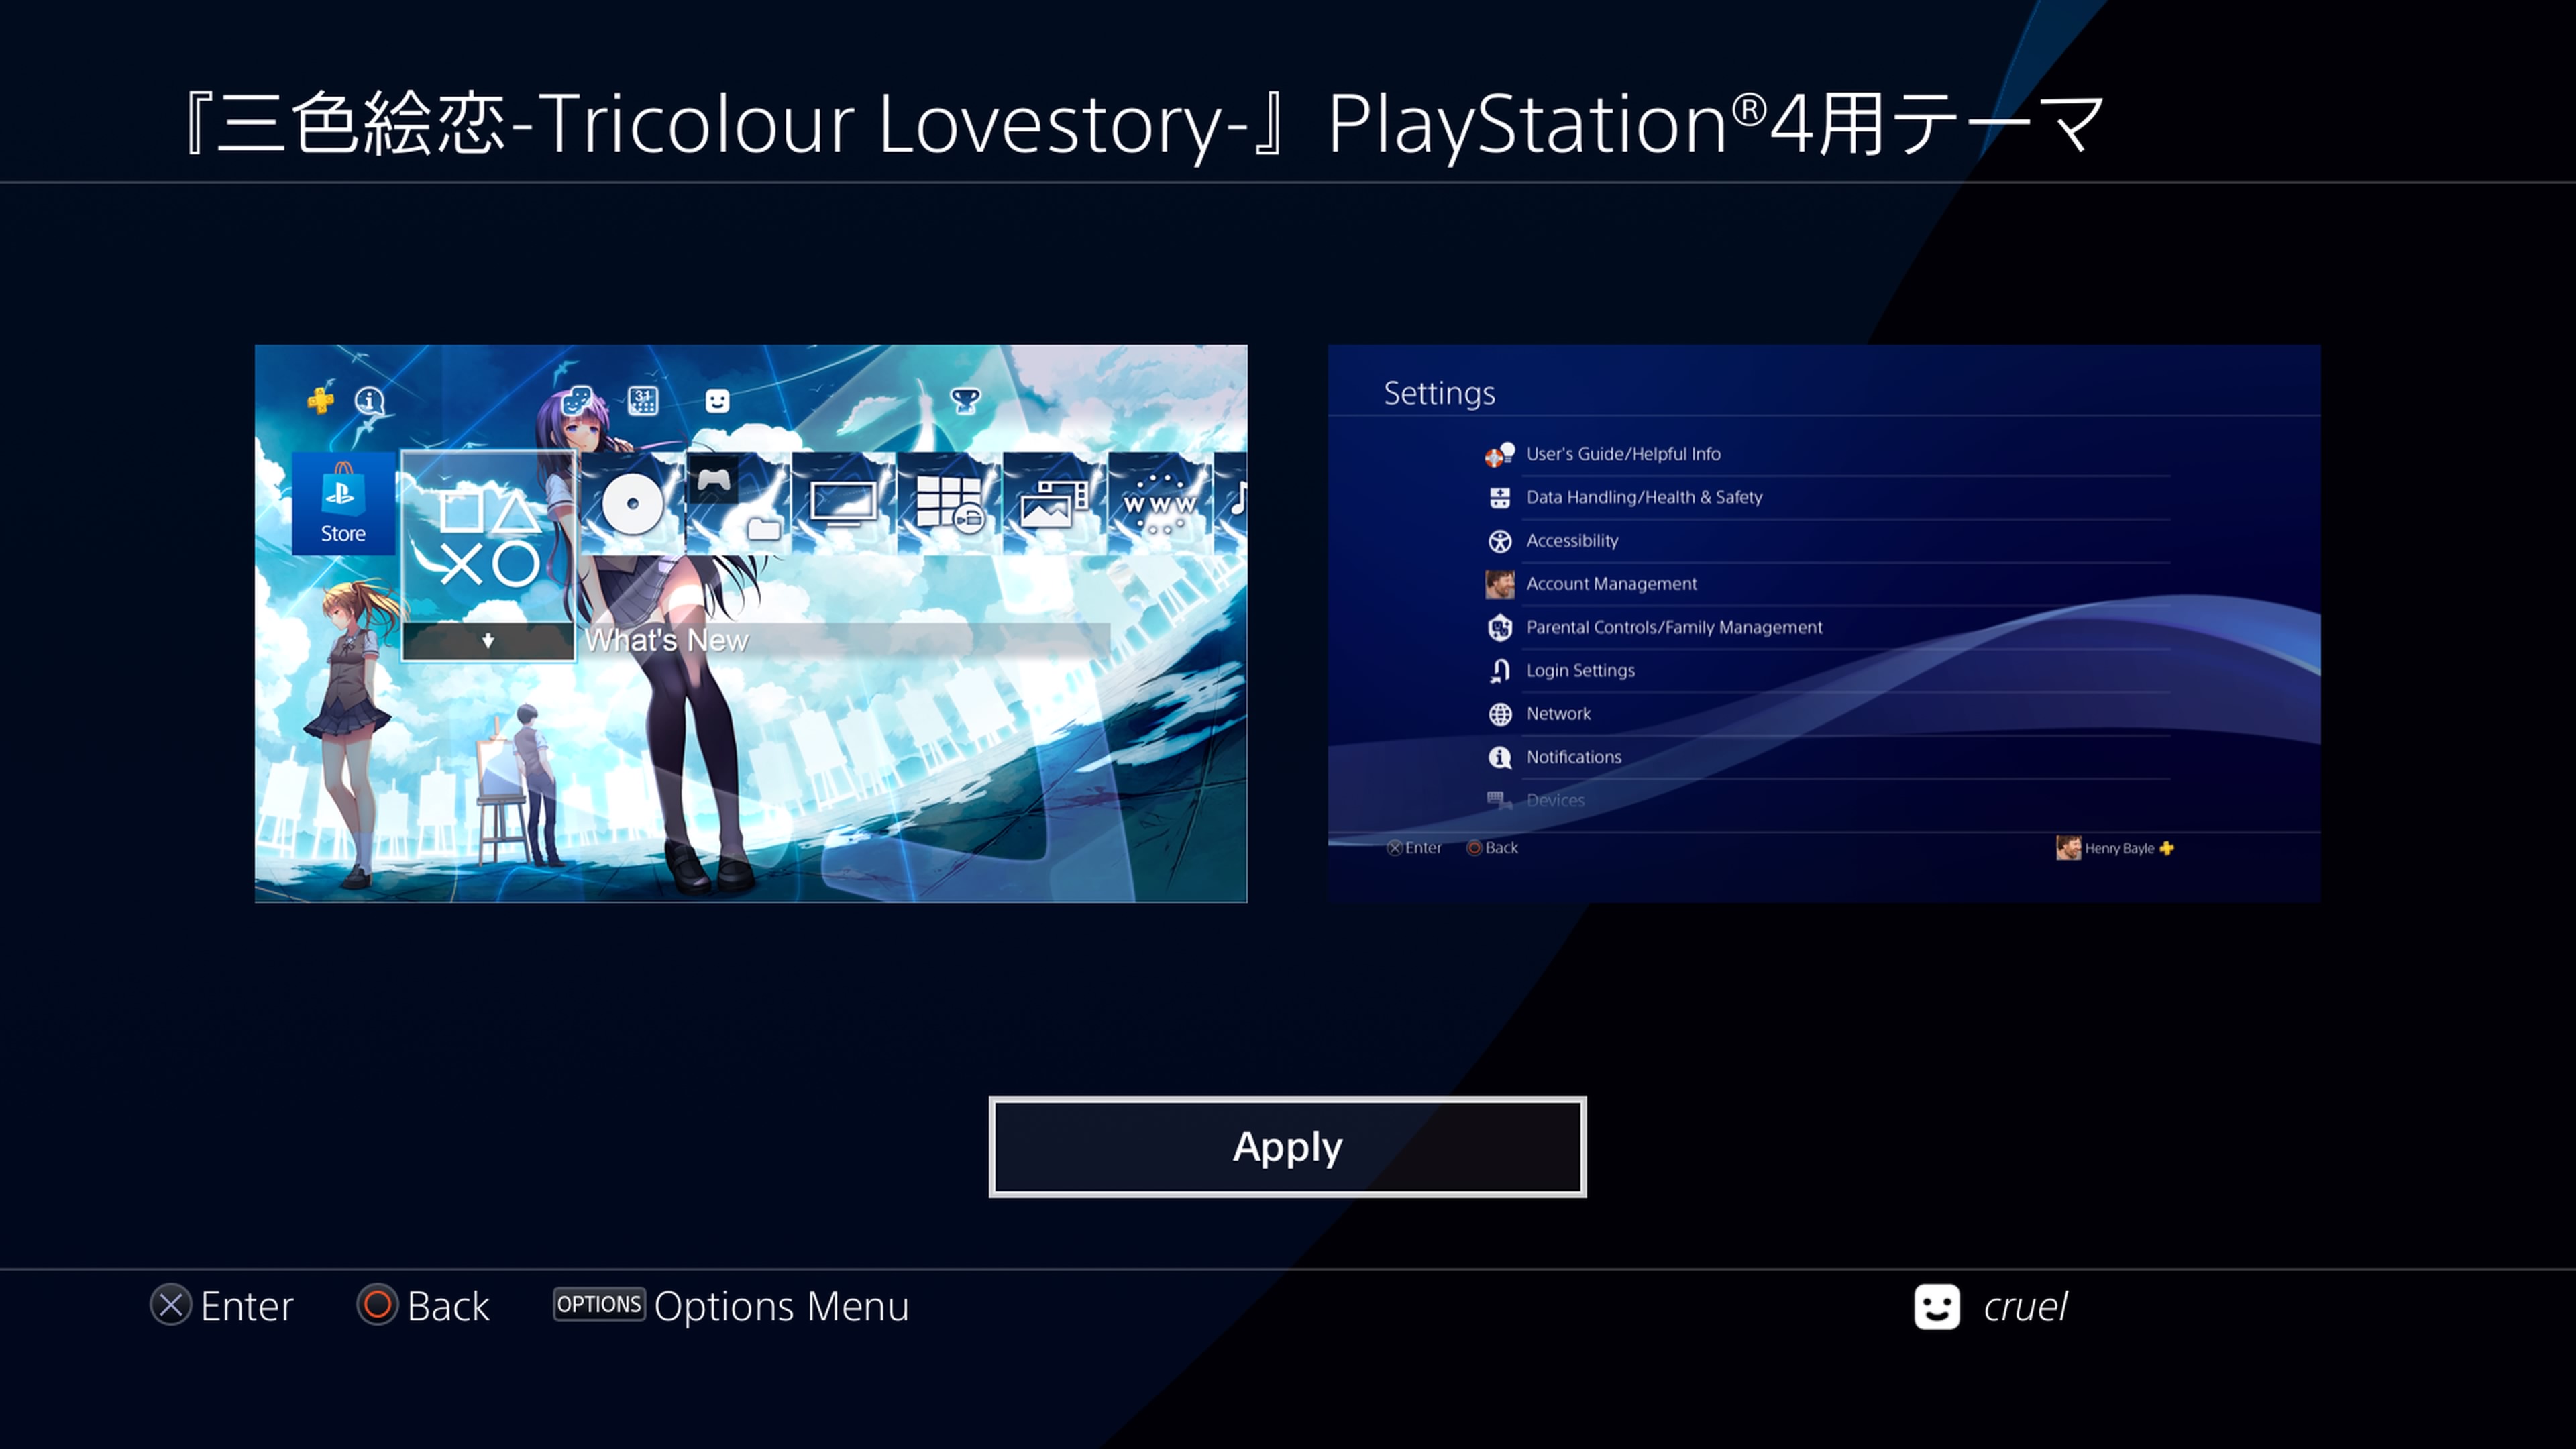 『三色絵恋-Tricolour Lovestory-』 PlayStation®4用テーマ
31
Store
www
What's New
Settings
User's Guide/Helpful Info
Data Handling/Health & Safety
Accessibility
Account Management
Parental Controls/Family Management
Login Settings
Network
Notifications
Devices
Enter
Back
Henry Bayle
Apply
Enter
Back
OPTIONS Options Menu
cruel